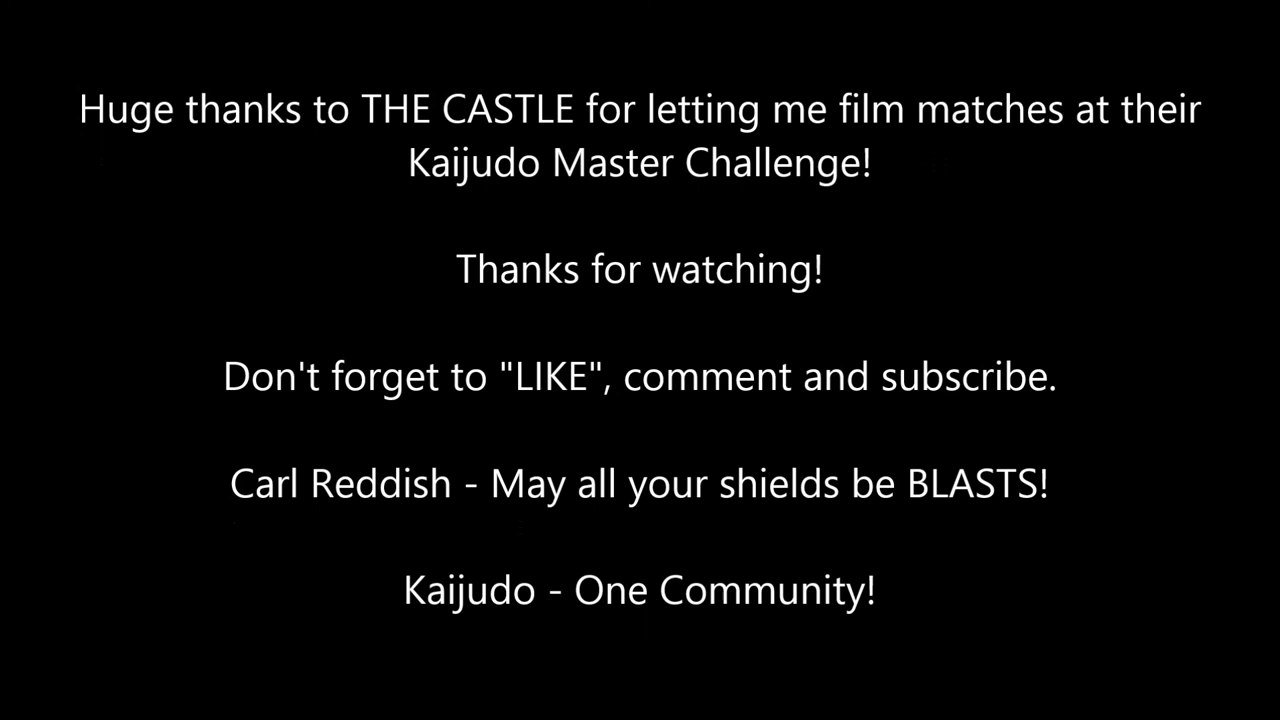 Huge thanks to THE CASTLE for letting me film matches at their
Kaijudo Master Challenge!
Thanks for watching!
Don't forget to "LIKE", comment and subscribe.
Carl Reddish - May all your shields be BLASTS!
Kaijudo - One Community!